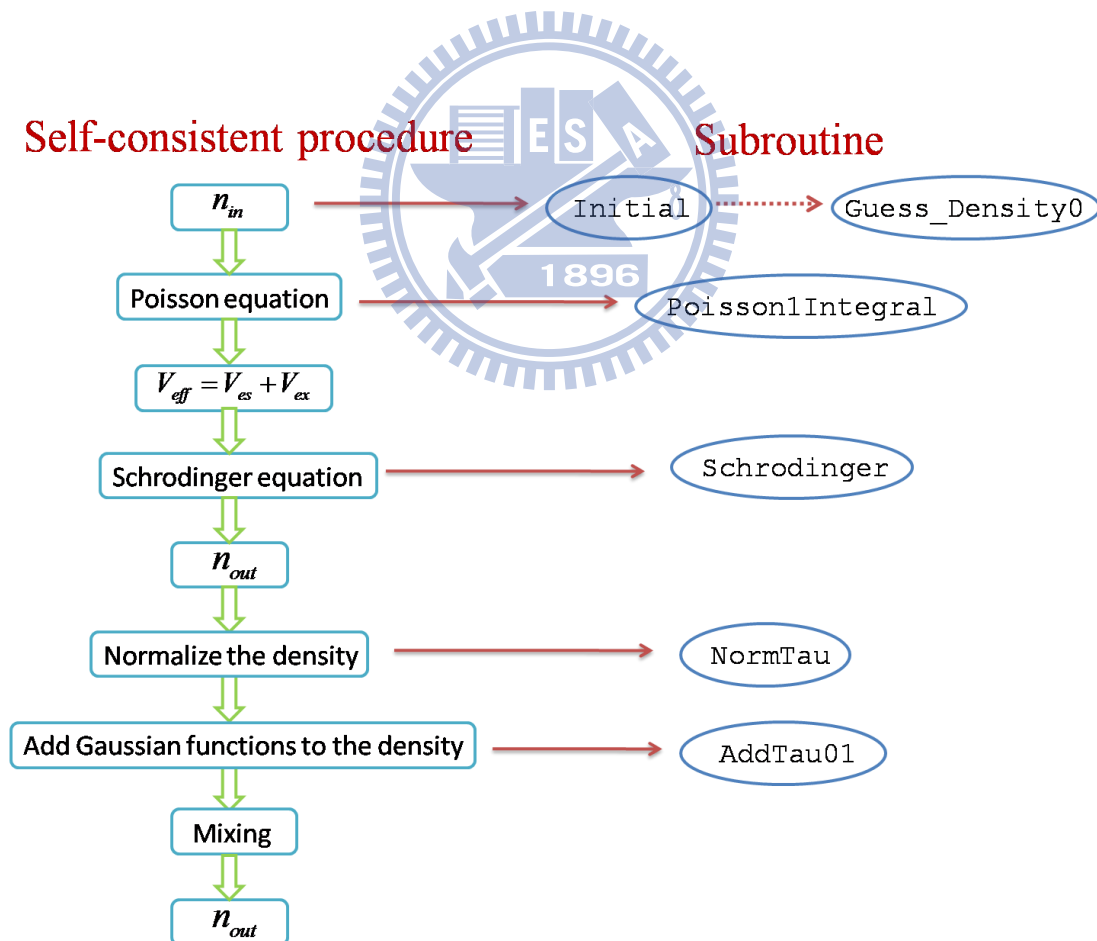 Self-consistent procedure
Subroutine
E S A
1896
n_in
Initial
Guess_Density0
Poisson equation
Poisson1Integral
V_eff = V_es + V_ex
Schrodinger equation
Schrodinger
n_out
Normalize the density
NormTau
Add Gaussian functions to the density
AddTau01
Mixing
n_out